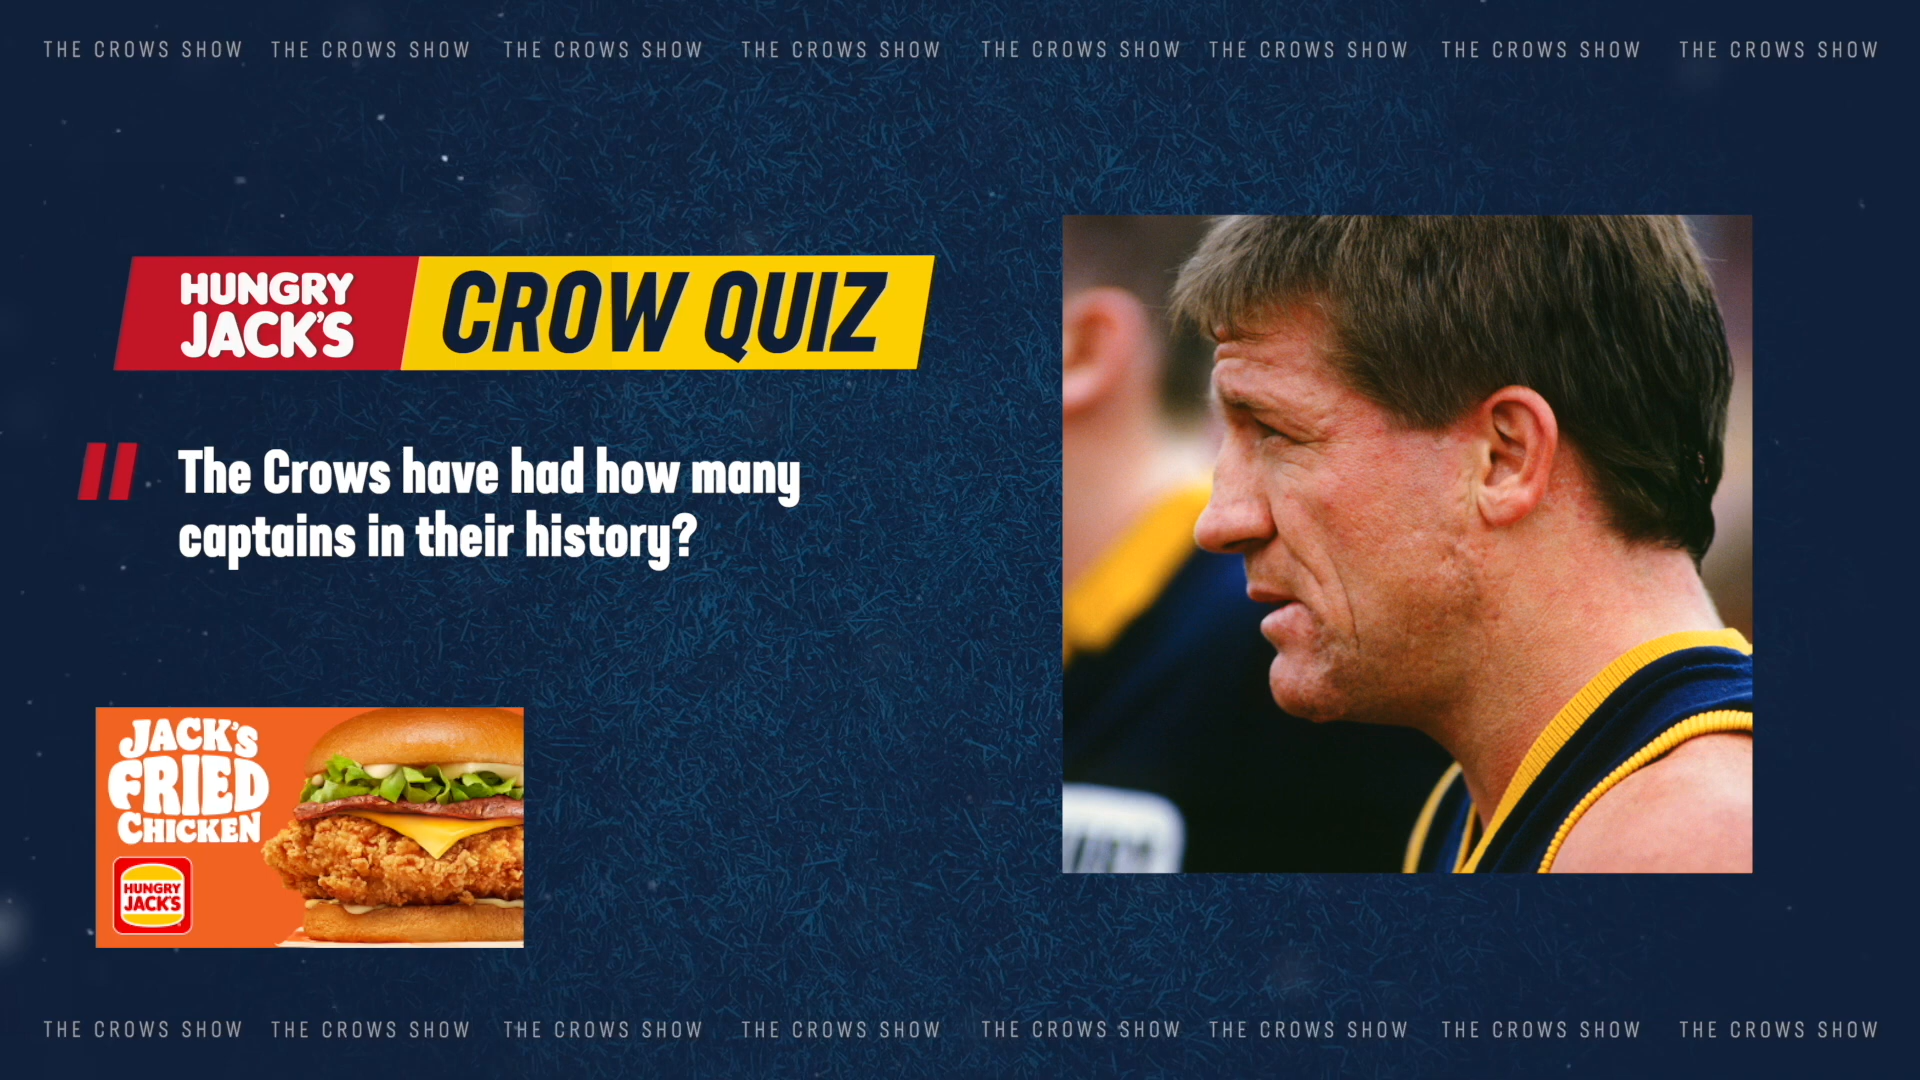 THE CROWS SHOW THE CROWS SHOW THE CROWS SHOW THE CROWS SHOW THE CROWS SHOW THE CROWS SHOW THE CROWS SHOW THE CROWS SHOW
HUNGRY
JACK'S
CROW QUIZ
The Crows have had how many
captains in their history?
JACK'S
FRIED
CHICKEN
HUNGRY
JACK'S
THE CROWS SHOW THE CROWS SHOW THE CROWS SHOW THE CROWS SHOW THE CROWS SHOW THE CROWS SHOW THE CROWS SHOW THE CROWS SHOW